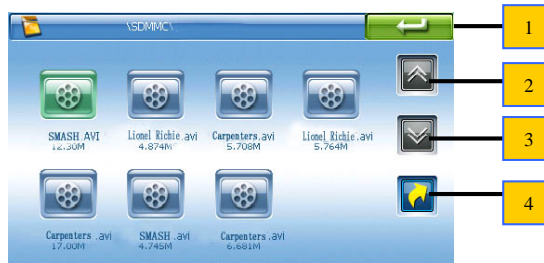 \SDMMC\
1
2
SMASH.AVI Lionel Richie.avi Carpenters.avi Lionel Richie.avi
12.30M 4.874M 5.708M 5.764M
3
4
Carpenters .avi SMASH .avi Carpenters .avi
17.00M 4.745M 6.681M